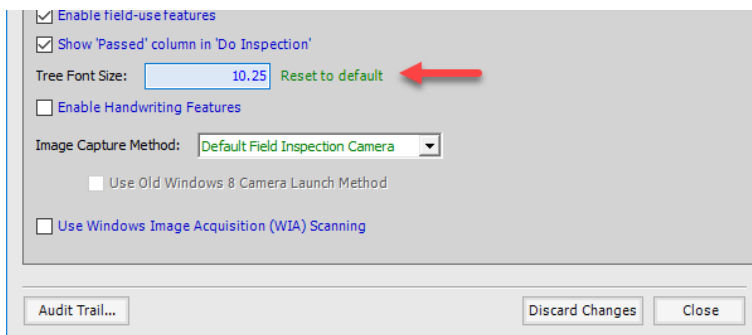 Enable field-use features
Show 'Passed' column in 'Do Inspection'
Tree Font Size: 10.25 Reset to default
Enable Handwriting Features
Image Capture Method: Default Field Inspection Camera
Use Old Windows 8 Camera Launch Method
Use Windows Image Acquisition (WIA) Scanning
Audit Trail... Discard Changes Close